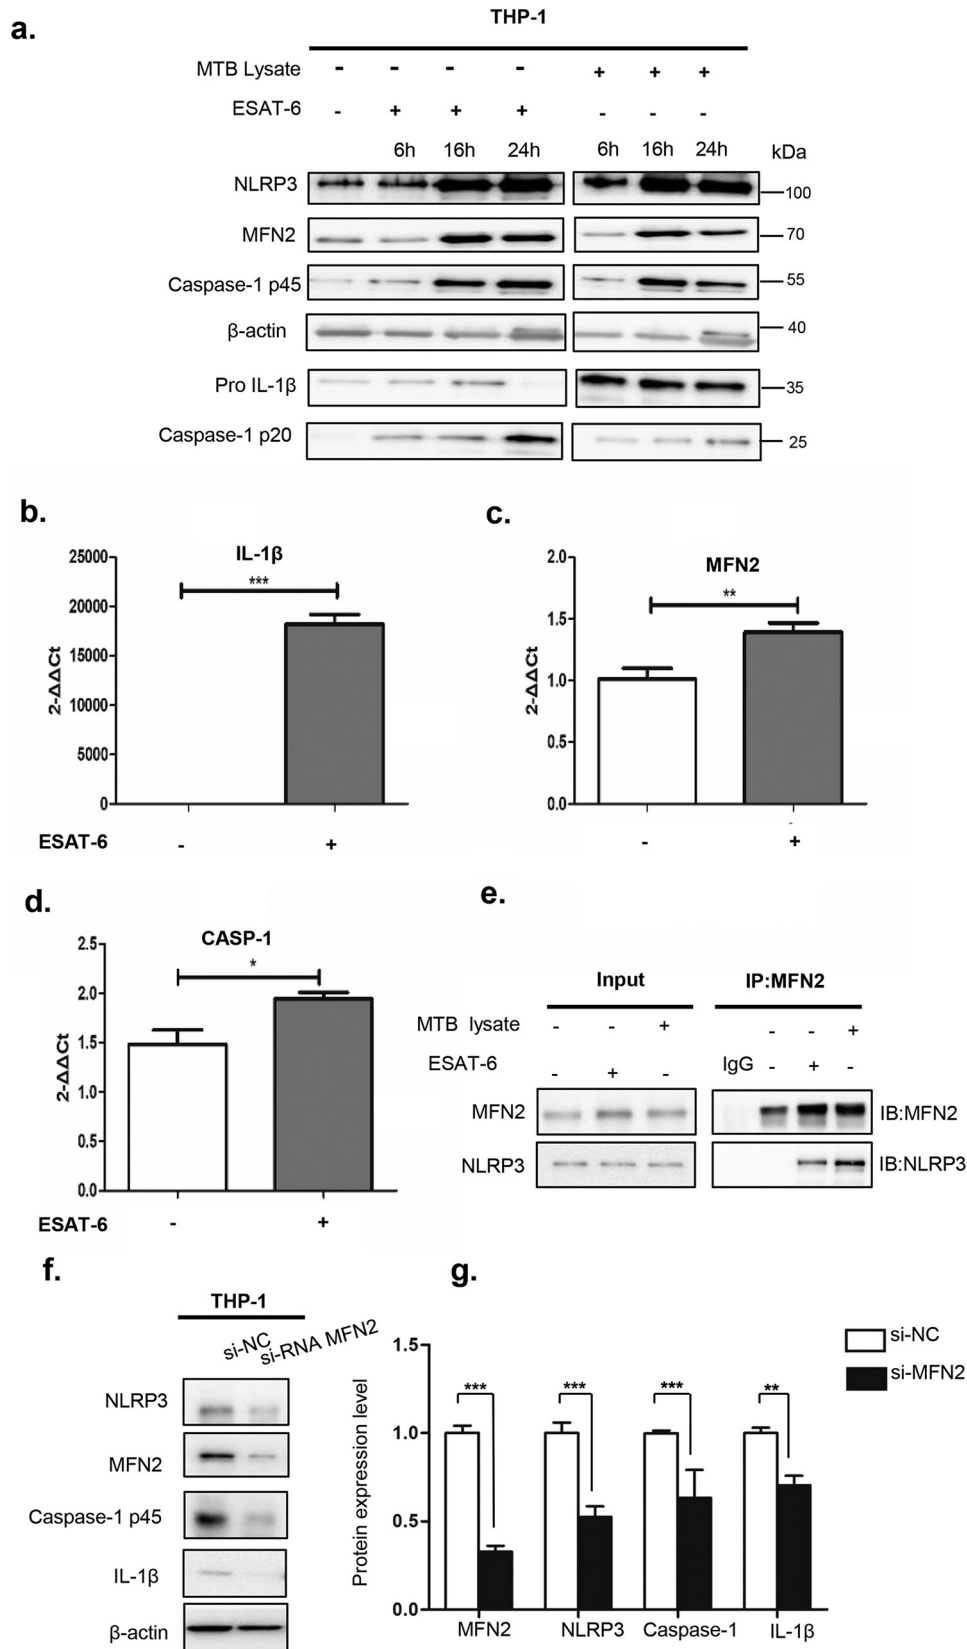 a.
THP-1
MTB Lysate - - - - + + +
ESAT-6 - + + + - - -
6h 16h 24h 6h 16h 24h kDa
NLRP3 100
MFN2 70
Caspase-1 p45 55
β-actin 40
Pro IL-1β 35
Caspase-1 p20 25
b.
IL-1β
***
25000
20000
15000
10000
5000
0
2-ΔΔCt
ESAT-6 - +
c.
MFN2
**
2.0
1.5
1.0
0.5
0.0
2-ΔΔCt
- +
d.
CASP-1
*
2.5
2.0
1.5
1.0
0.5
0.0
2-ΔΔCt
ESAT-6 - +
e.
Input IP:MFN2
MTB lysate - - + - - +
ESAT-6 - + - IgG - + -
MFN2 IB:MFN2
NLRP3 IB:NLRP3
f.
THP-1
si-NC si-RNA MFN2
NLRP3
MFN2
Caspase-1 p45
IL-1β
β-actin
g.
si-NC
si-MFN2
1.5
1.0
0.5
0.0
Protein expression level
*** *** *** **
MFN2 NLRP3 Caspase-1 IL-1β